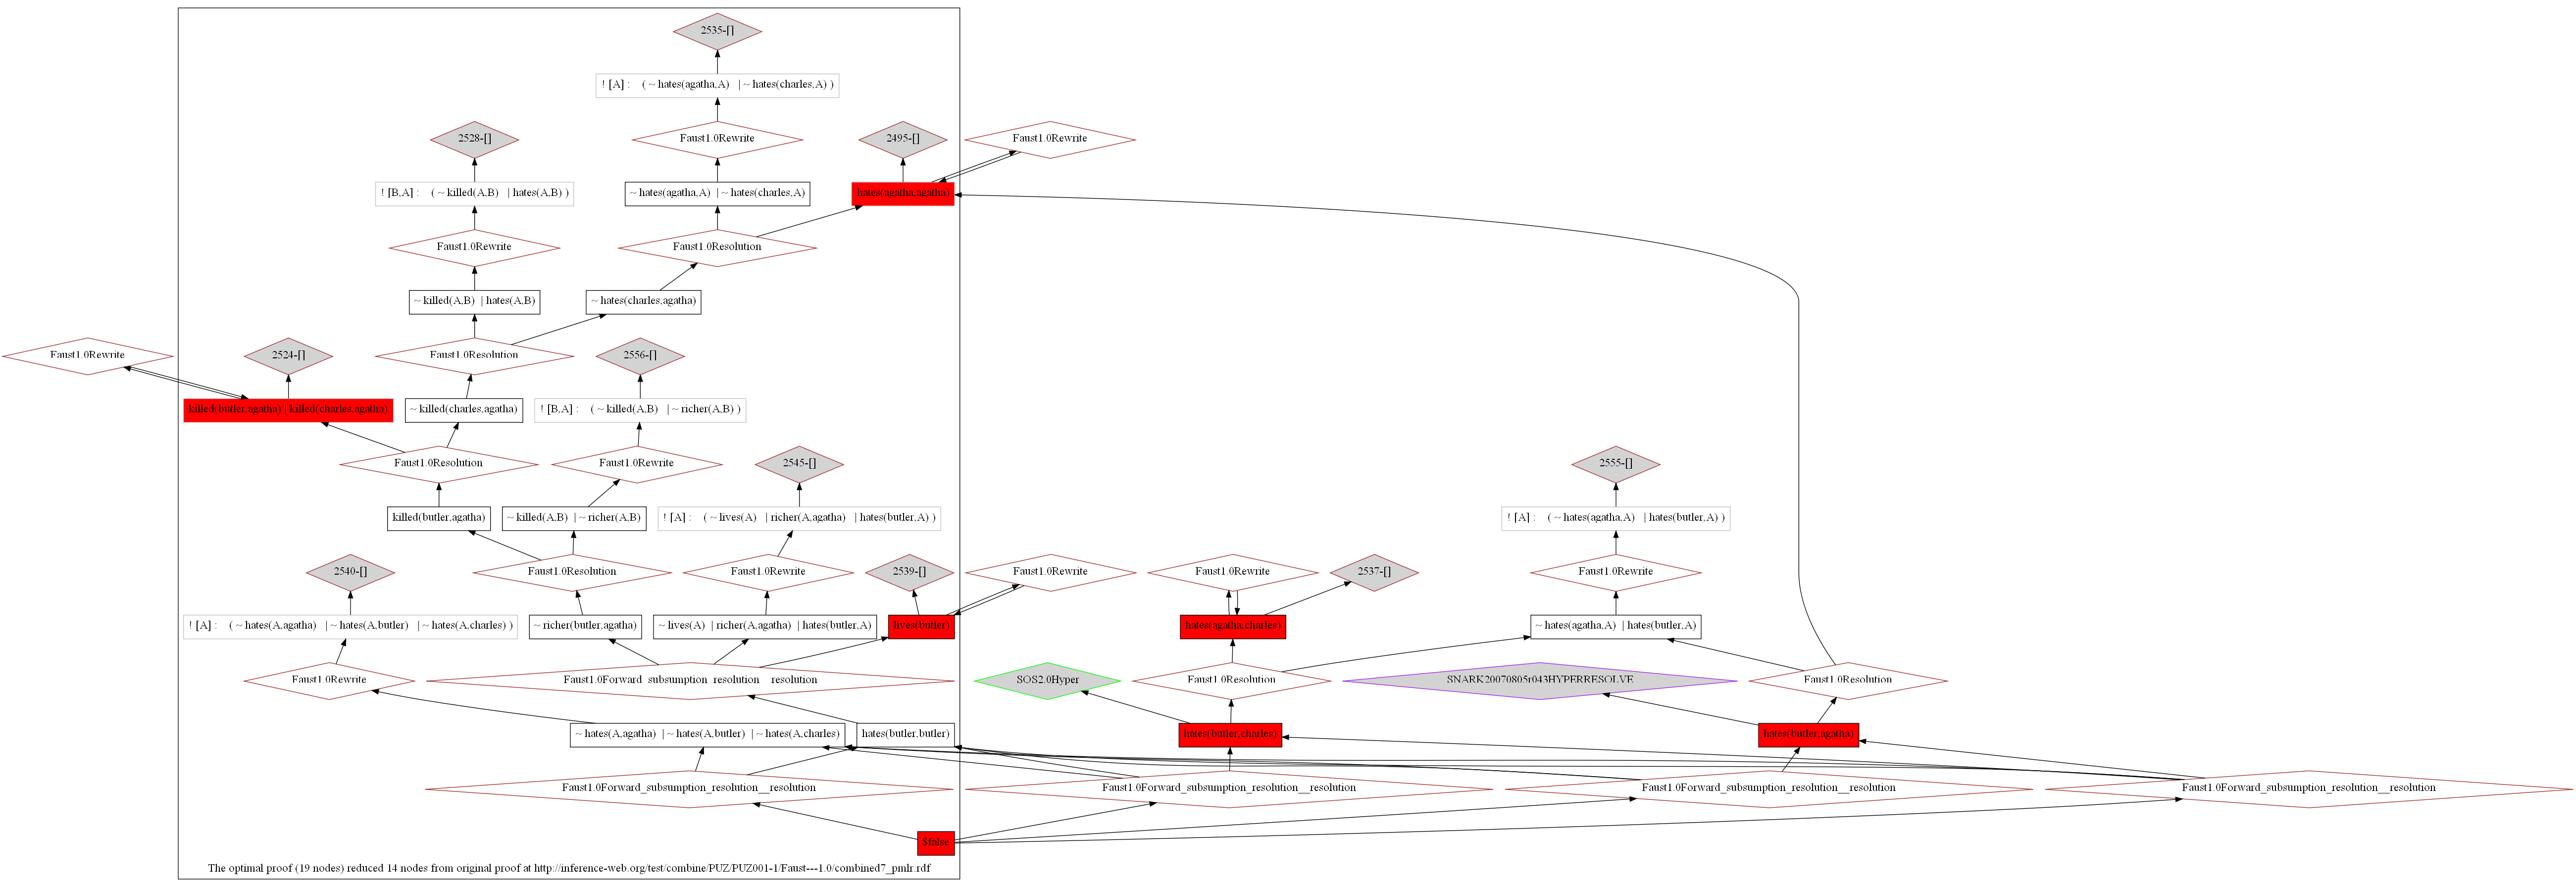 2535-[]
! [A] : ( ~ hates(agatha,A) | ~ hates(charles,A) )
2528-[]
Faust1.0Rewrite
2495-[]
Faust1.0Rewrite
! [B,A] : ( ~ killed(A,B) | hates(A,B) )
~ hates(agatha,A) | ~ hates(charles,A)
hates(agatha,agatha)
Faust1.0Rewrite
Faust1.0Resolution
~ killed(A,B) | hates(A,B)
~ hates(charles,agatha)
Faust1.0Rewrite
2524-[]
Faust1.0Resolution
2556-[]
killed(butler,agatha) | killed(charles,agatha)
~ killed(charles,agatha)
! [B,A] : ( ~ killed(A,B) | ~ richer(A,B) )
Faust1.0Resolution
Faust1.0Rewrite
2545-[]
2555-[]
killed(butler,agatha)
~ killed(A,B) | ~ richer(A,B)
! [A] : ( ~ lives(A) | richer(A,agatha) | hates(butler,A) )
! [A] : ( ~ hates(agatha,A) | hates(butler,A) )
2540-[]
Faust1.0Resolution
Faust1.0Rewrite
2539-[]
Faust1.0Rewrite
Faust1.0Rewrite
2537-[]
Faust1.0Rewrite
! [A] : ( ~ hates(A,agatha) | ~ hates(A,butler) | ~ hates(A,charles) )
~ richer(butler,agatha)
~ lives(A) | richer(A,agatha) | hates(butler,A)
lives(butler)
hates(agatha,charles)
~ hates(agatha,A) | hates(butler,A)
Faust1.0Rewrite
Faust1.0Forward_subsumption_resolution__resolution
SOS2.0Hyper
Faust1.0Resolution
SNARK20070805r043HYPERRESOLVE
Faust1.0Resolution
~ hates(A,agatha) | ~ hates(A,butler) | ~ hates(A,charles)
hates(butler,butler)
hates(butler,charles)
hates(butler,agatha)
Faust1.0Forward_subsumption_resolution__resolution
Faust1.0Forward_subsumption_resolution__resolution
Faust1.0Forward_subsumption_resolution__resolution
Faust1.0Forward_subsumption_resolution__resolution
$false
The optimal proof (19 nodes) reduced 14 nodes from original proof at http://inference-web.org/test/combine/PUZ/PUZ001-1/Faust---1.0/combined7_pmlr.rdf